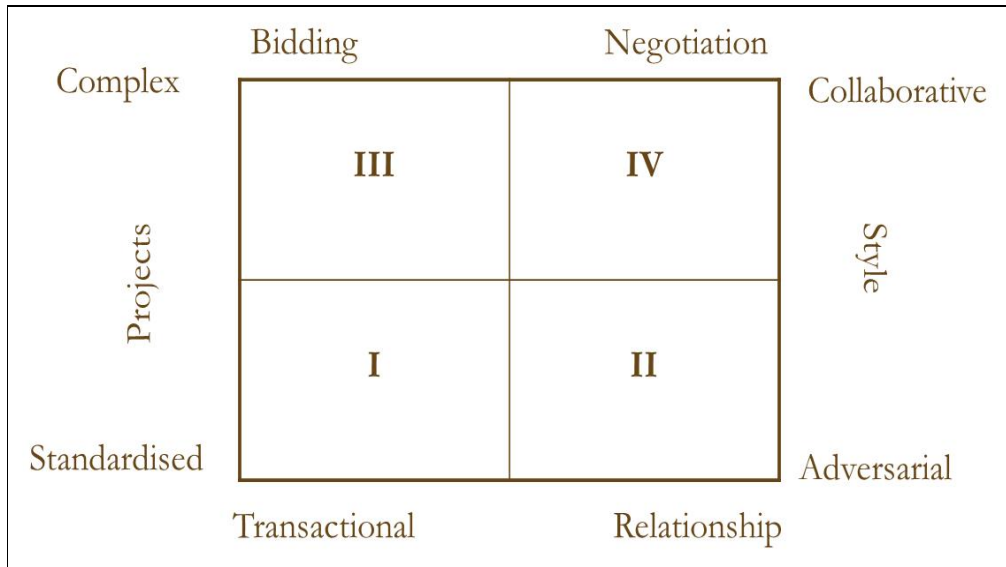 Bidding
Negotiation
Complex
Collaborative
III
IV
Projects
Style
I
II
Standardised
Adversarial
Transactional
Relationship